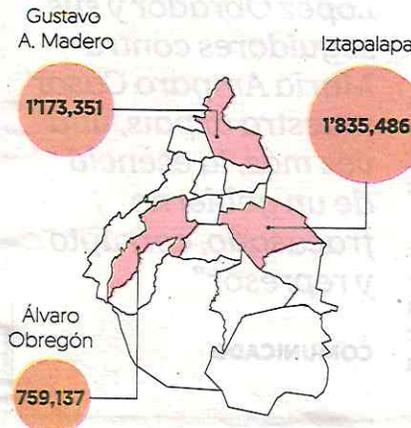 Gustavo
A. Madero
1'173,351
Iztapalapa
1'835,486
Álvaro
Obregón
759,137